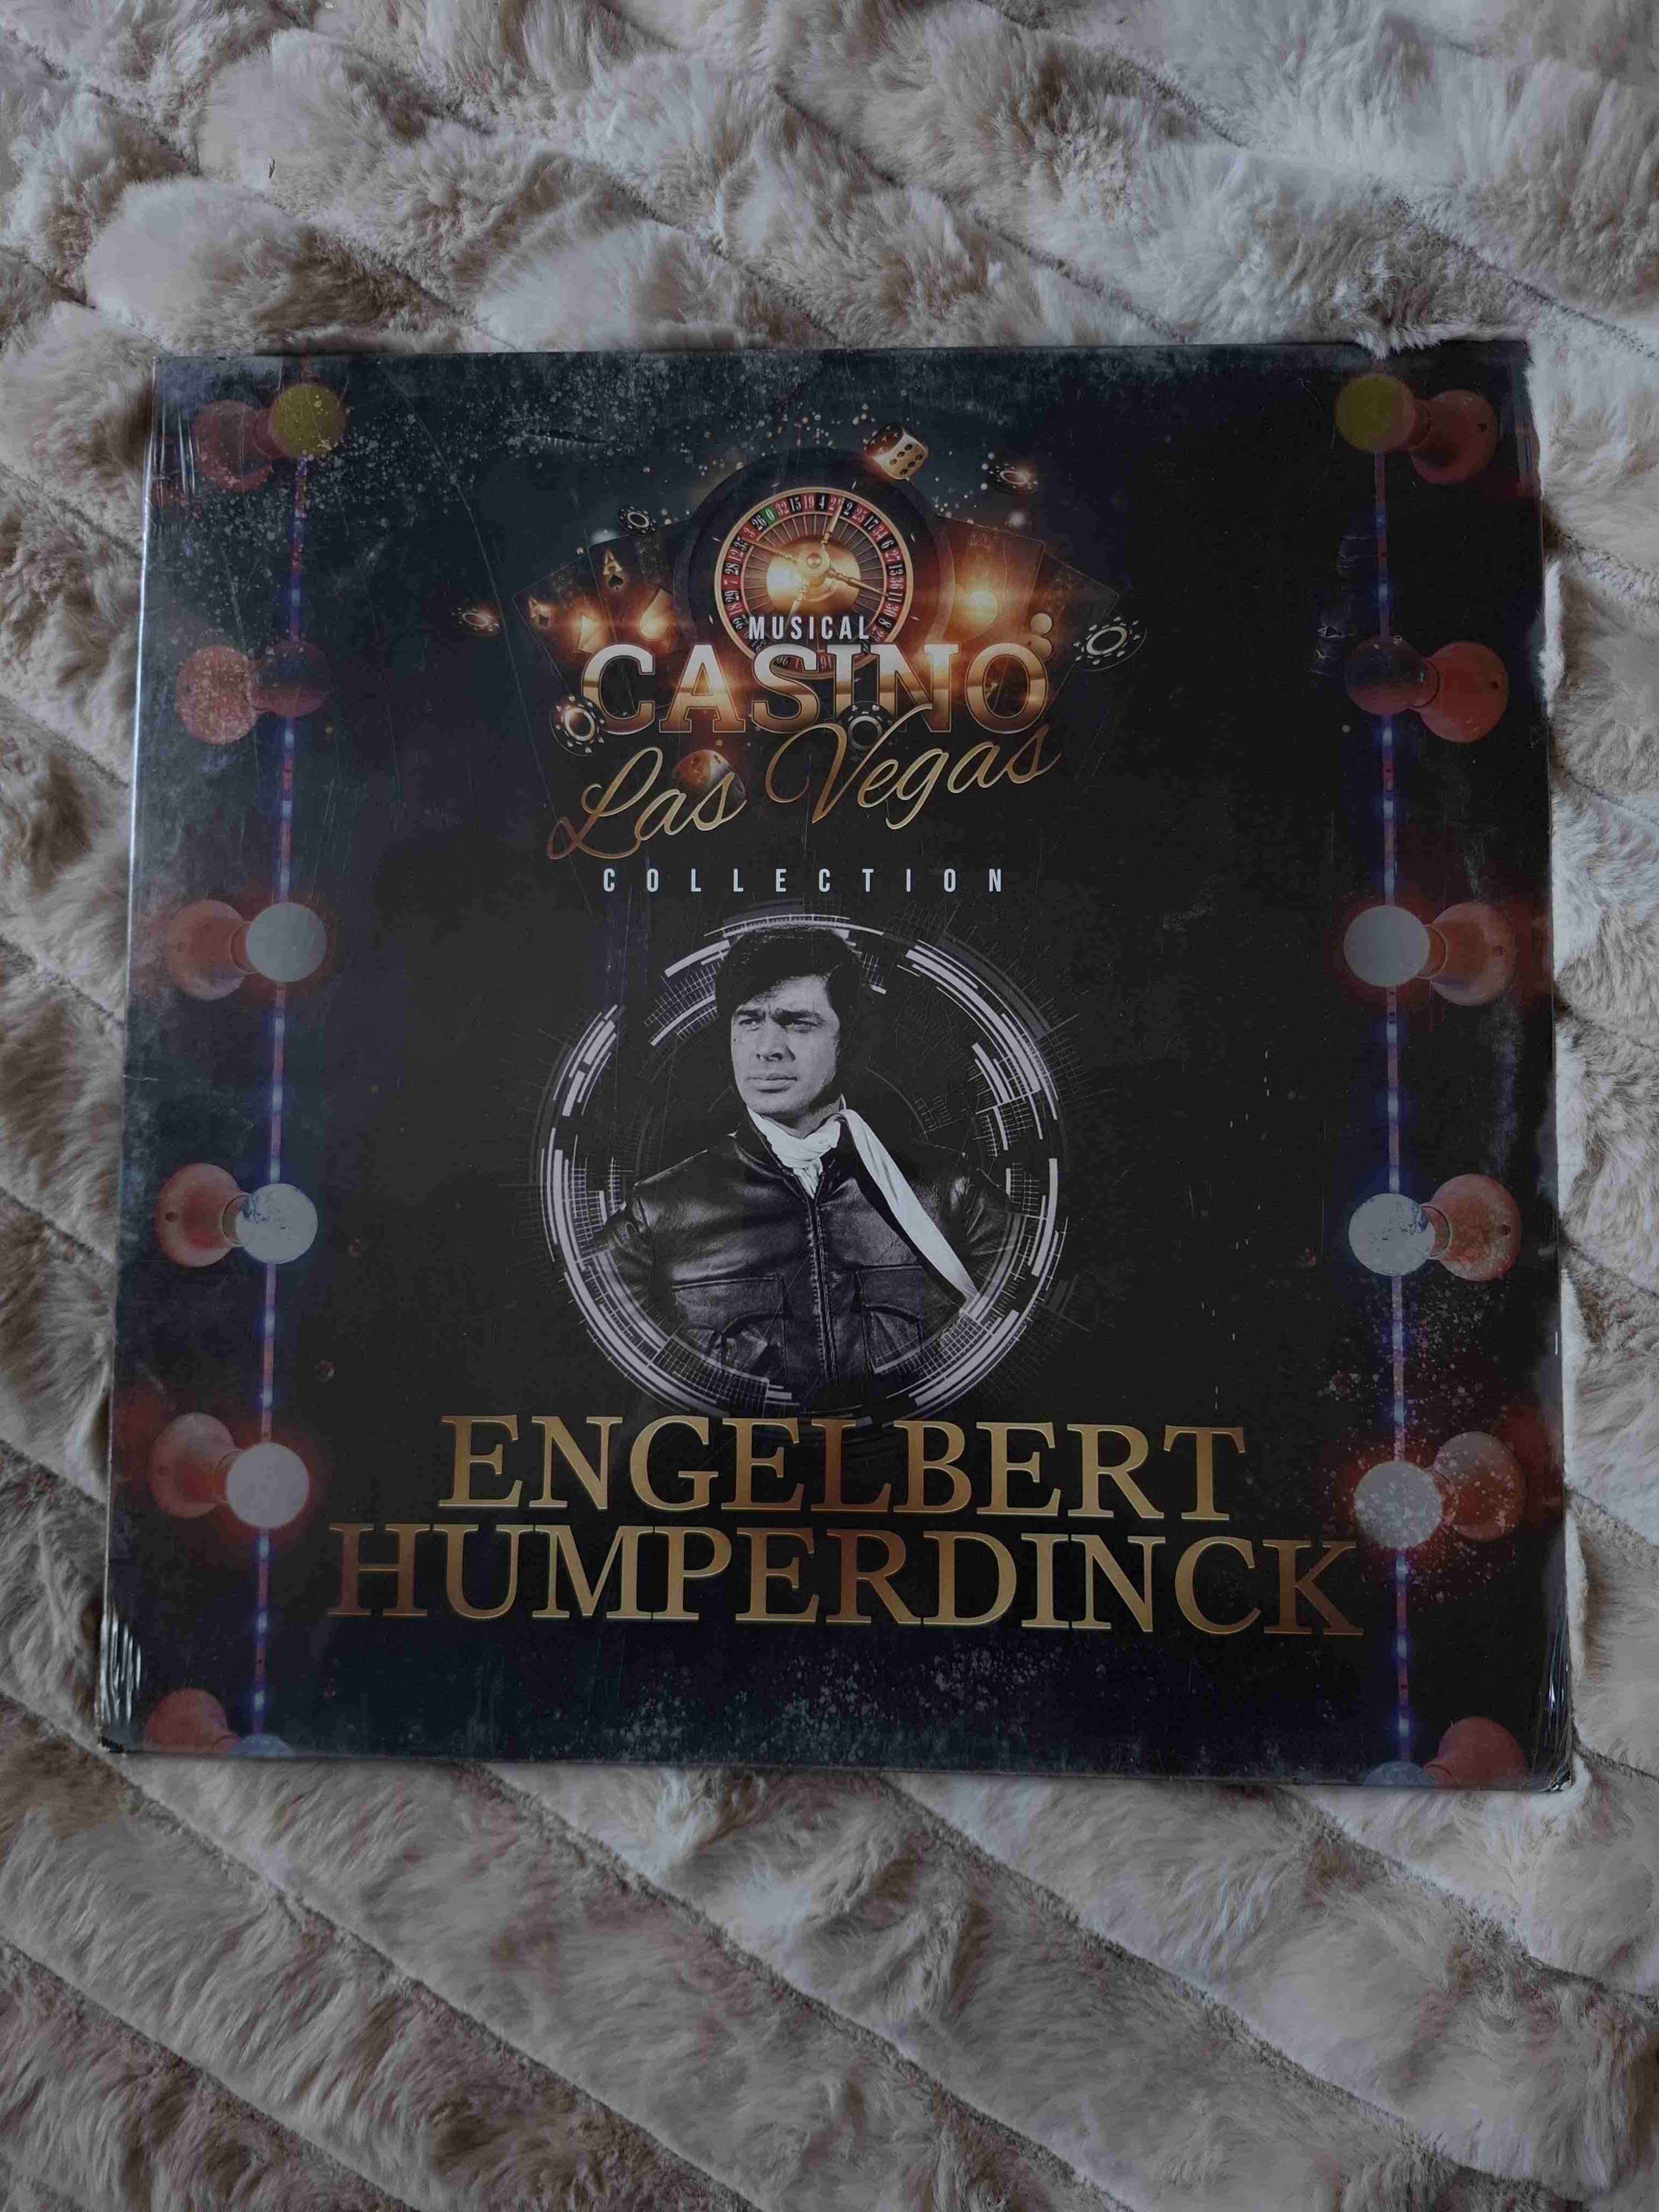 MUSICAL
CASINO
Las Vegas
COLLECTION
ENGELBERT
HUMPERDINCK